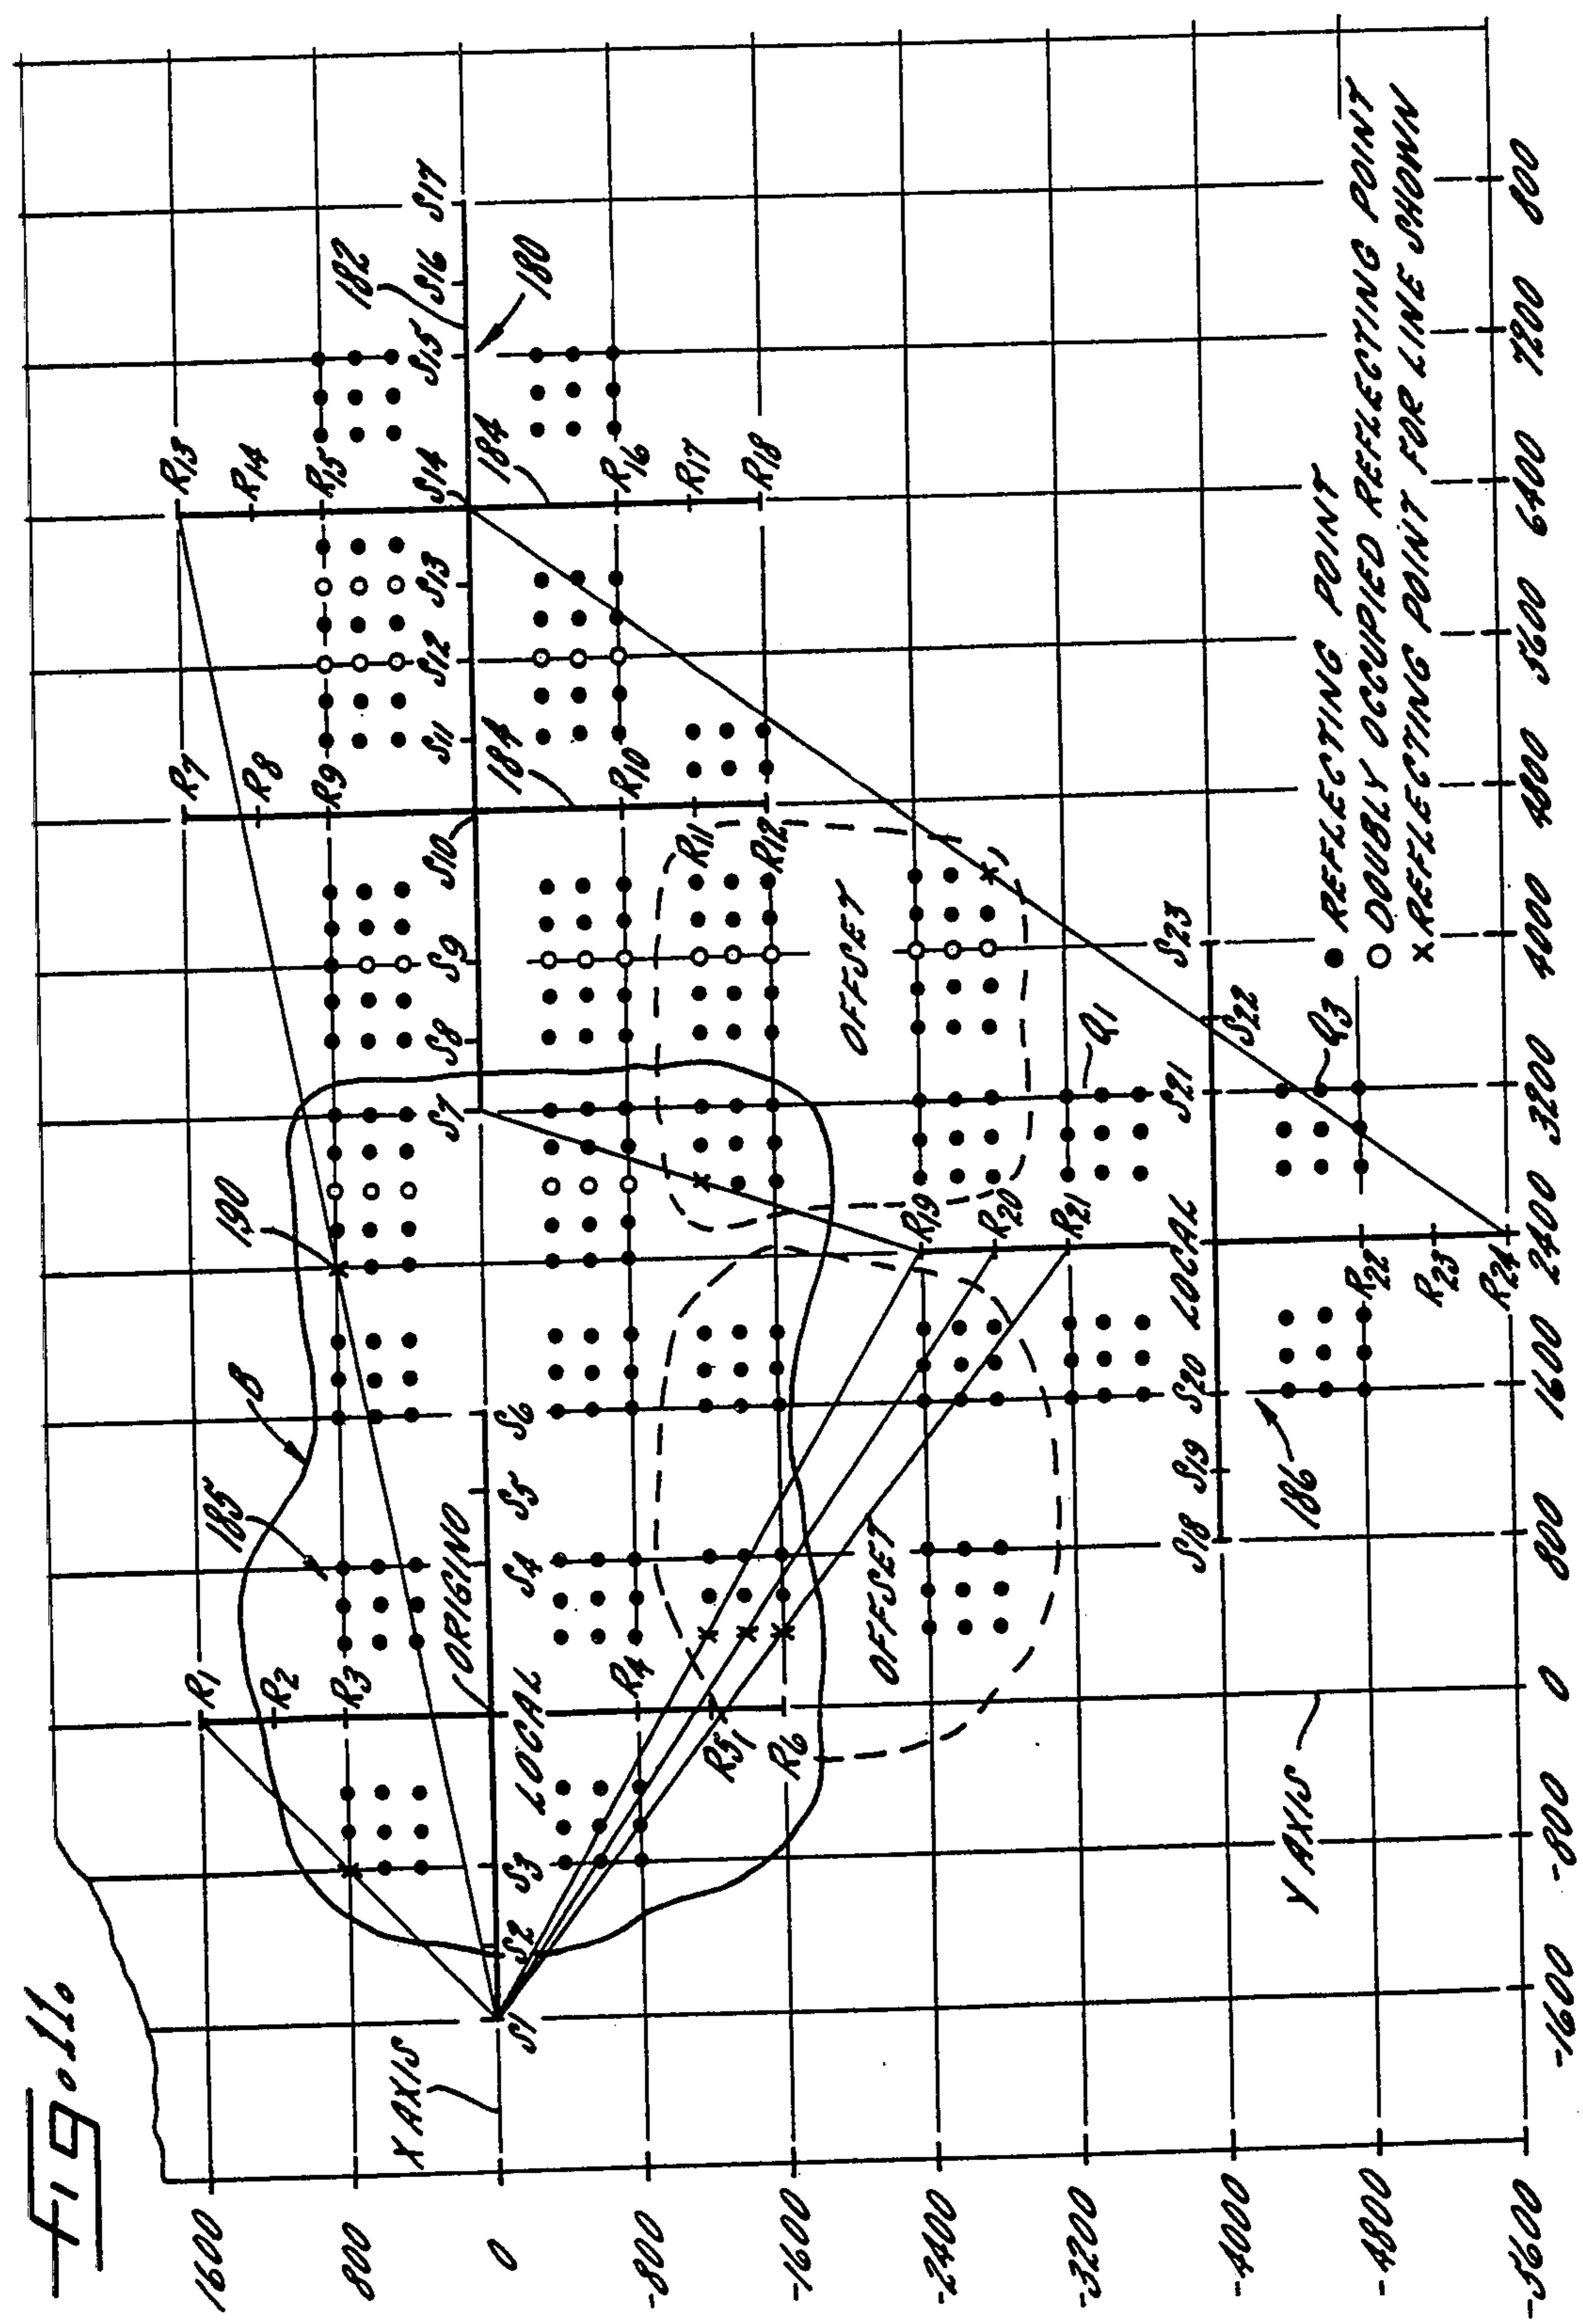 Fig. 11.
R13
R14
R15
S14
184
182
S15
S16
S17
180
R16
R17
R18
R7
R8
R9
S10
S11
S12
S13
184
R10
R11
R12
190
S7
S8
S9
OFFSET
B
185
R1
R2
R3
ORIGIN O
S4
S5
S6
X AXIS
S1
S2
S3
LOCAL
R4
R5
R6
OFFSET
R19
R20
R21
Q1
S18
S19
S20
LOCAL
S21
S22
S23
186
R22
R23
R24
Q3
Y AXIS
● REFLECTING POINT
O DOUBLY OCCUPIED REFLECTING POINT
X REFLECTING POINT FOR LINE SHOWN
1600
800
0
-800
-1600
-2400
-3200
-4000
-4800
-5600
-1600
-800
0
800
1600
2400
3200
4000
4800
5600
6400
7200
800